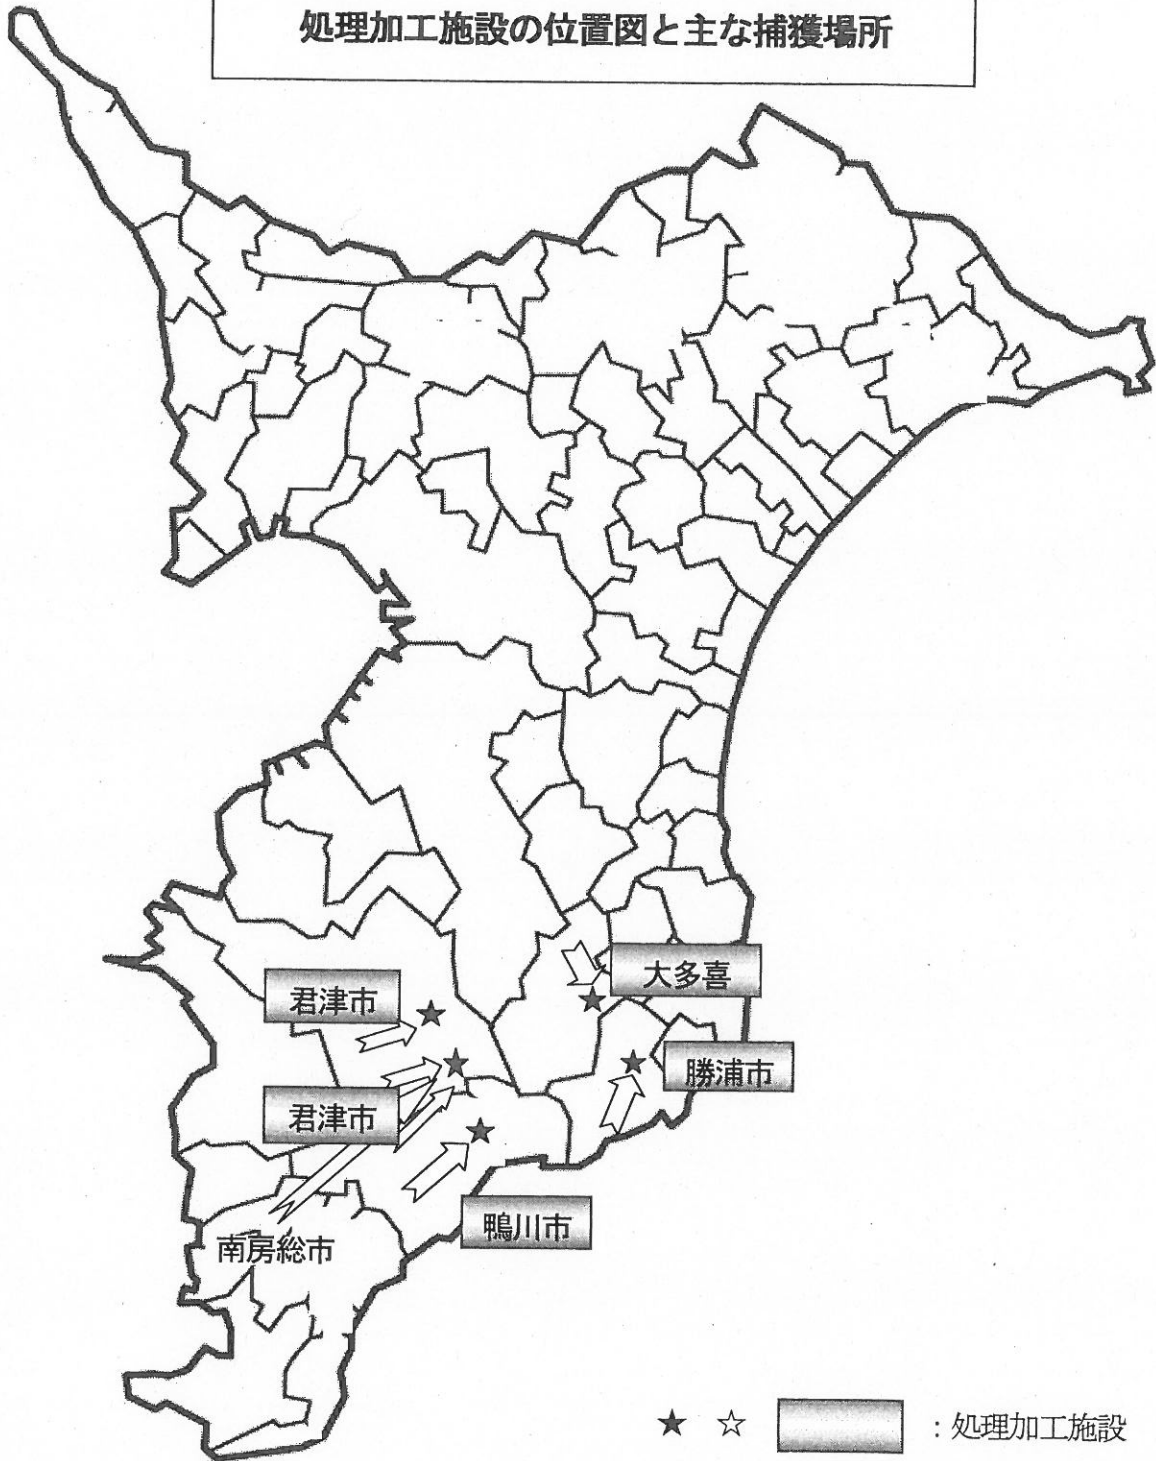 処理加工施設の位置図と主な捕獲場所
大多喜
君津市
勝浦市
君津市
鴨川市
南房総市
★ ☆ ：処理加工施設